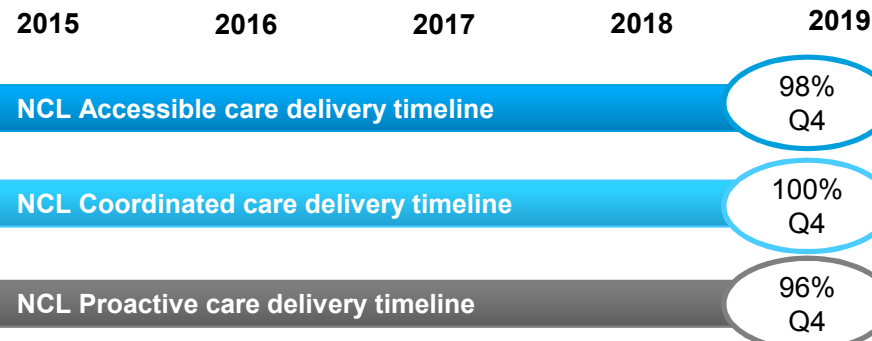 2015 2016 2017 2018 2019
NCL Accessible care delivery timeline
98%
Q4
NCL Coordinated care delivery timeline
100%
Q4
NCL Proactive care delivery timeline
96%
Q4